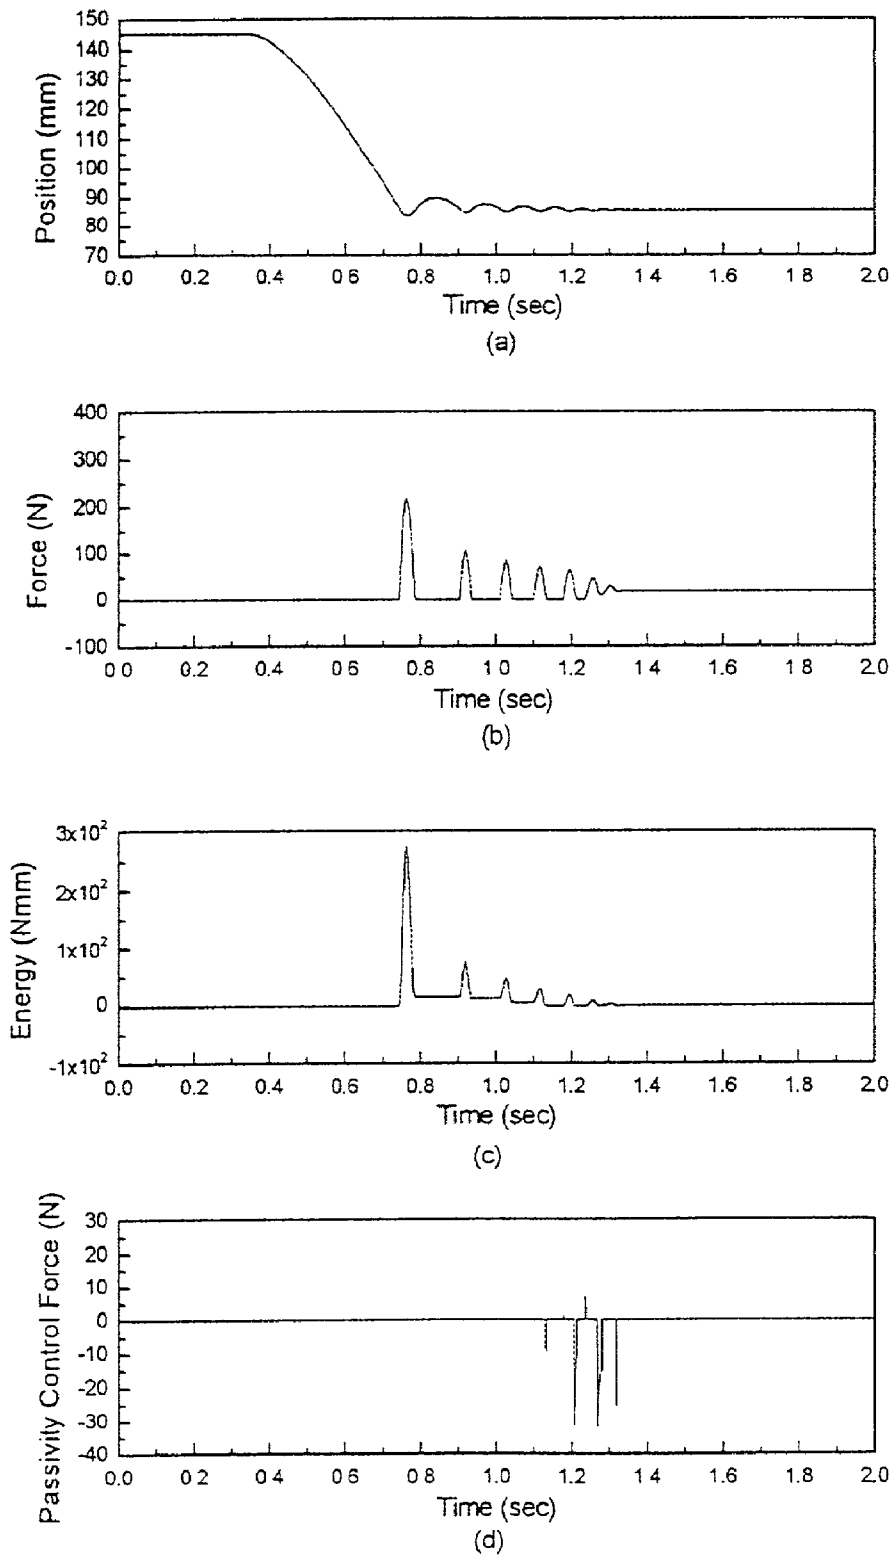 150
140
130
120
110
100
90
80
70
Position (mm)
0.0 0.2 0.4 0.6 0.8 1.0 1.2 1.4 1.6 1.8 2.0
Time (sec)
(a)
400
300
200
100
0
-100
Force (N)
0.0 0.2 0.4 0.6 0.8 1.0 1.2 1.4 1.6 1.8 2.0
Time (sec)
(b)
3x10²
2x10²
1x10²
0
-1x10²
Energy (Nmm)
0.0 0.2 0.4 0.6 0.8 1.0 1.2 1.4 1.6 1.8 2.0
Time (sec)
(c)
30
20
10
0
-10
-20
-30
-40
Passivity Control Force (N)
0.0 0.2 0.4 0.6 0.8 1.0 1.2 1.4 1.6 1.8 2.0
Time (sec)
(d)